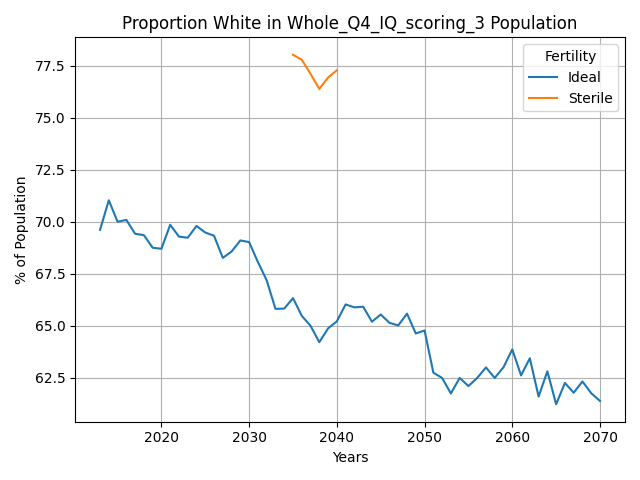 Proportion White in Whole_Q4_IQ_scoring_3 Population
Fertility
Ideal
Sterile
% of Population
77.5
75.0
72.5
70.0
67.5
65.0
62.5
2020
2030
2040
2050
2060
2070
Years